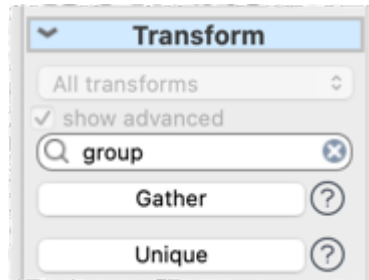 Transform
All transforms
show advanced
group
Gather
?
Unique
?